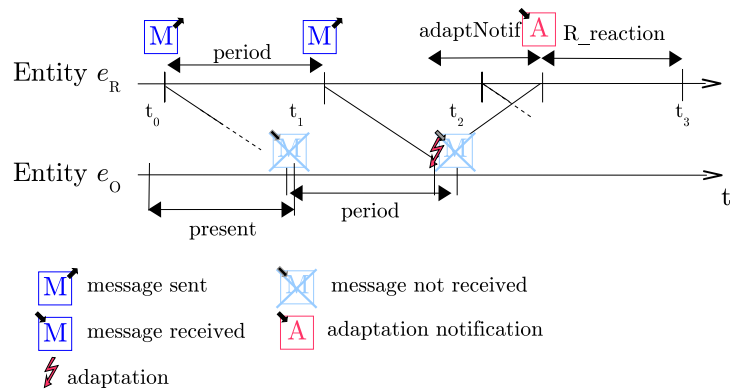 M M adaptNotif A R_reaction
period
Entity e_R
t_0 t_1 t_2 t_3
M M
Entity e_O
t
period
present
M message sent M message not received
M message received A adaptation notification
adaptation